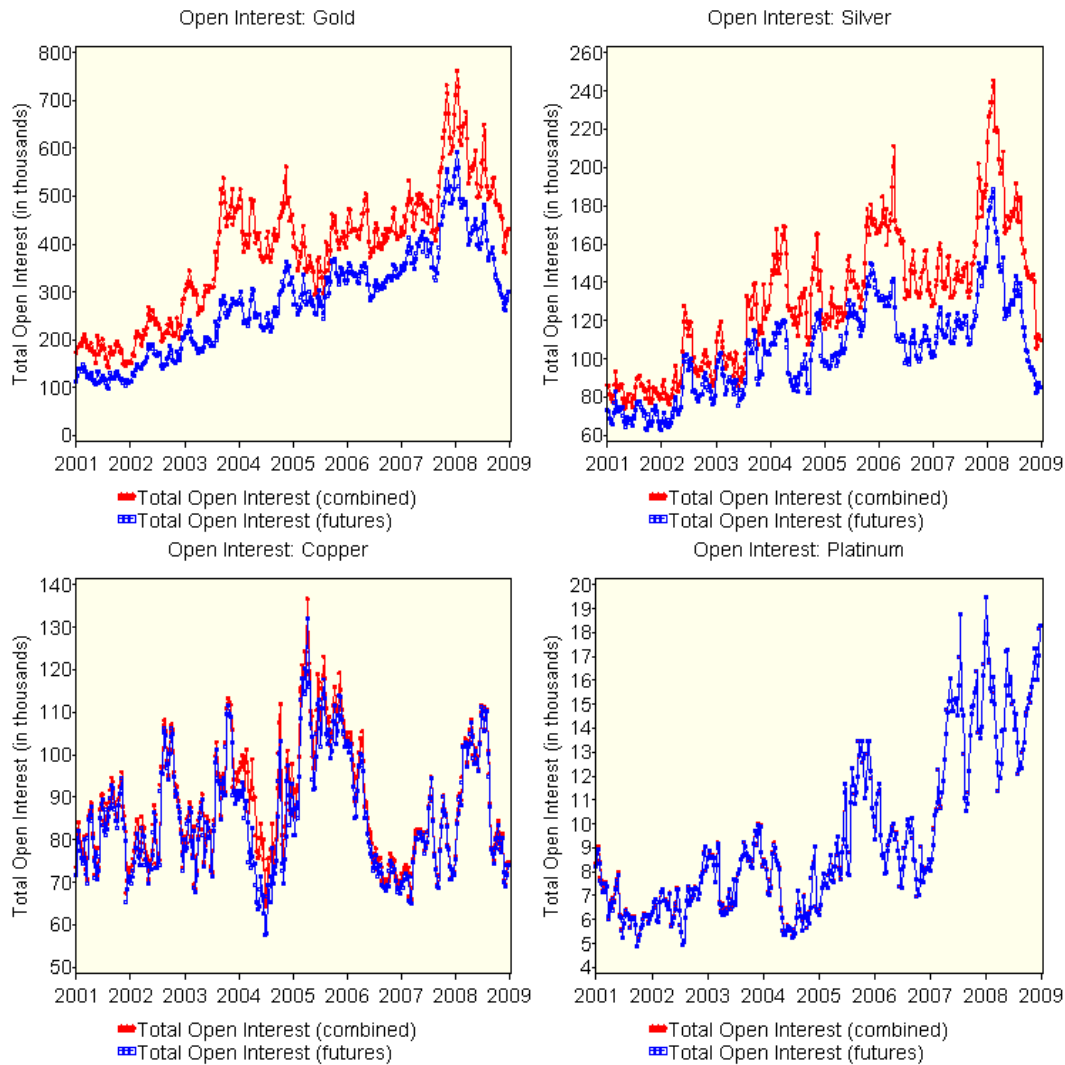 Open Interest: Gold
Total Open Interest (in thousands)
800
700
600
500
400
300
200
100
0
2001 2002 2003 2004 2005 2006 2007 2008 2009
Total Open Interest (combined)
Total Open Interest (futures)
Open Interest: Silver
Total Open Interest (in thousands)
260
240
220
200
180
160
140
120
100
80
60
2001 2002 2003 2004 2005 2006 2007 2008 2009
Total Open Interest (combined)
Total Open Interest (futures)
Open Interest: Copper
Total Open Interest (in thousands)
140
130
120
110
100
90
80
70
60
50
2001 2002 2003 2004 2005 2006 2007 2008 2009
Total Open Interest (combined)
Total Open Interest (futures)
Open Interest: Platinum
Total Open Interest (in thousands)
20
19
18
17
16
15
14
13
12
11
10
9
8
7
6
5
4
2001 2002 2003 2004 2005 2006 2007 2008 2009
Total Open Interest (combined)
Total Open Interest (futures)